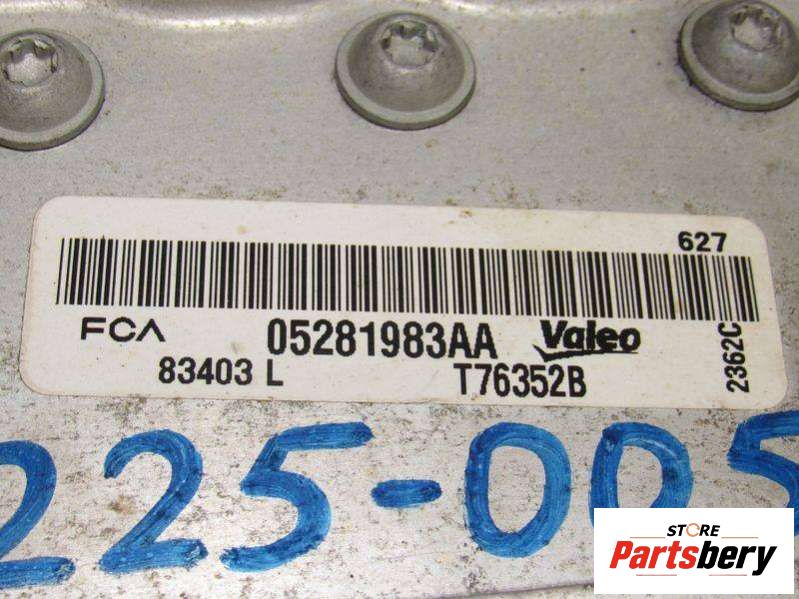 627
FCA 05281983AA Valeo
83403 L T76352B
2362C
225-005
STORE
Partsbery